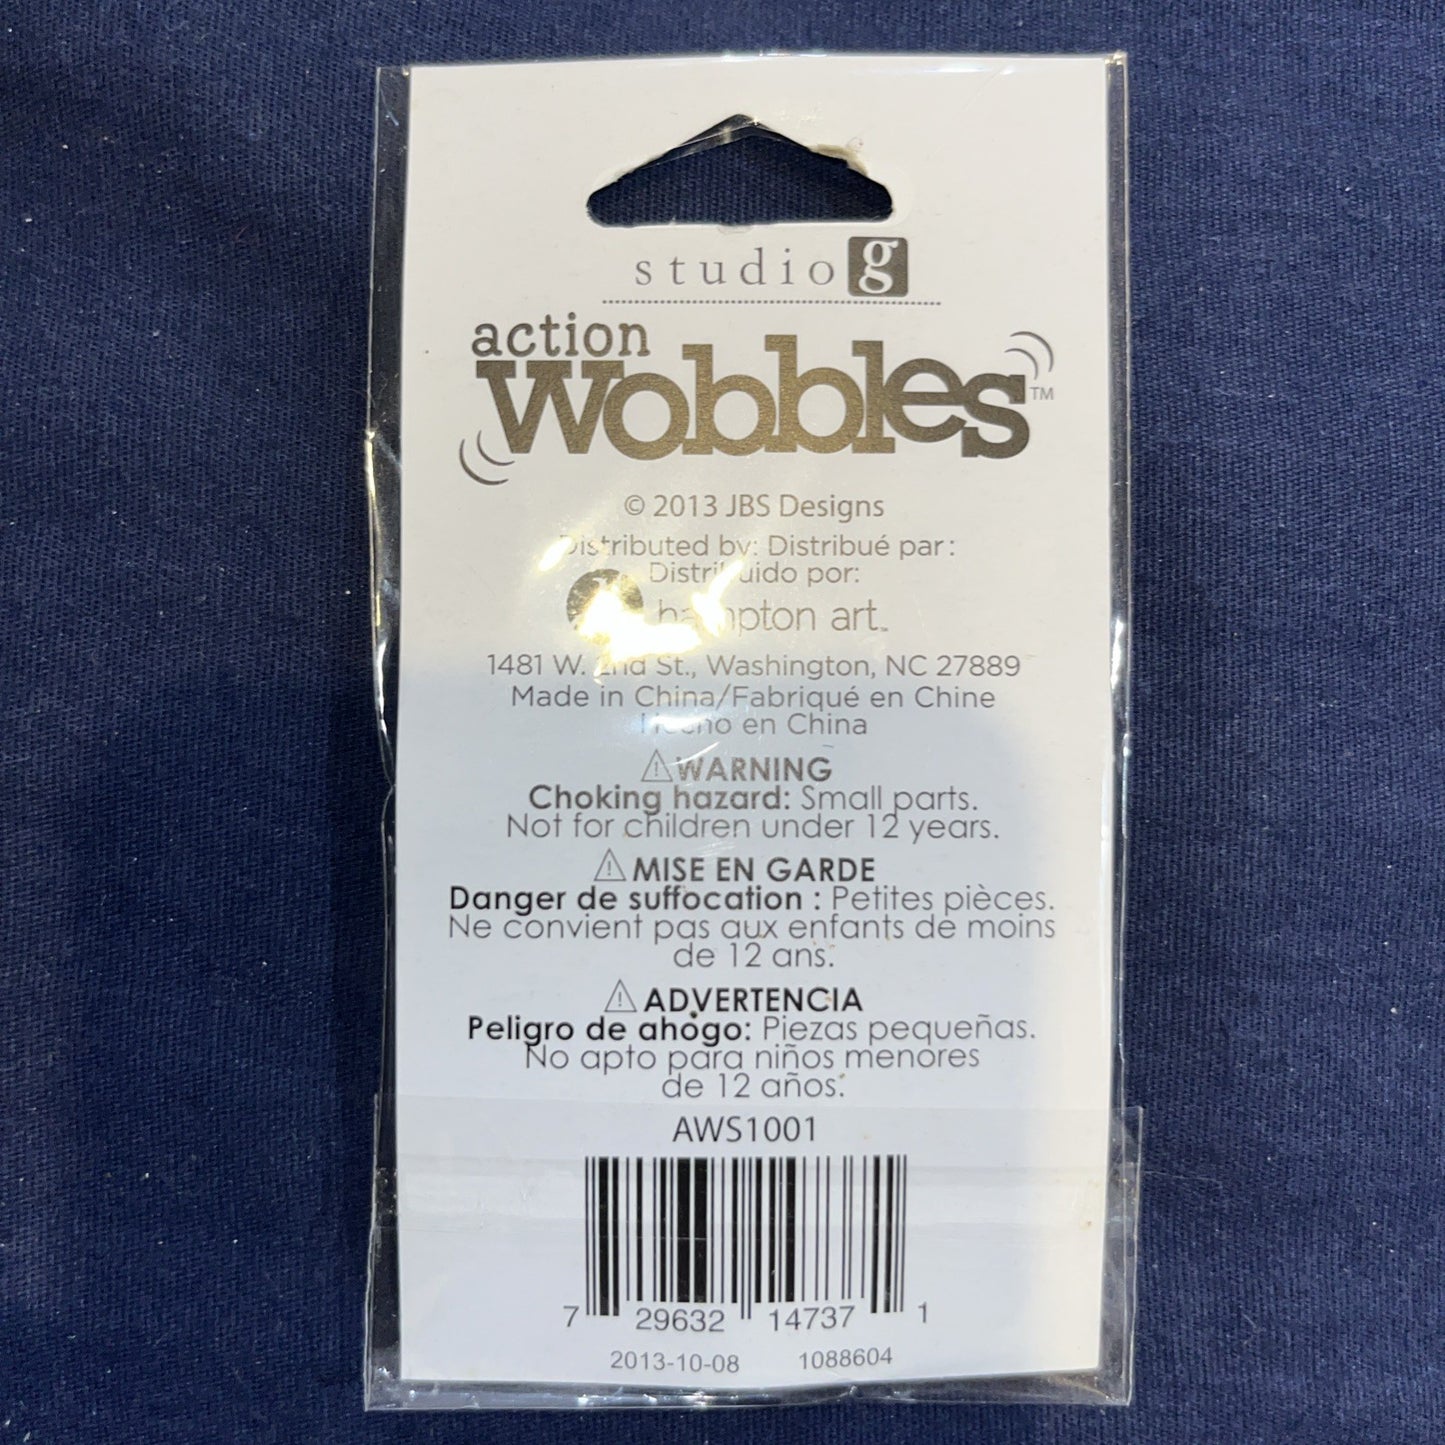 studio g
action
wobbles™
© 2013 JBS Designs
Distributed by: Distribué par :
Distribuido por:
hampton art™
1481 W. 2nd St., Washington, NC 27889
Made in China/Fabriqué en Chine
Hecho en China
⚠WARNING
Choking hazard: Small parts.
Not for children under 12 years.
⚠MISE EN GARDE
Danger de suffocation : Petites pièces.
Ne convient pas aux enfants de moins
de 12 ans.
⚠ADVERTENCIA
Peligro de ahogo: Piezas pequeñas.
No apto para niños menores
de 12 años.
AWS1001
7 29632 14737 1
2013-10-08 1088604